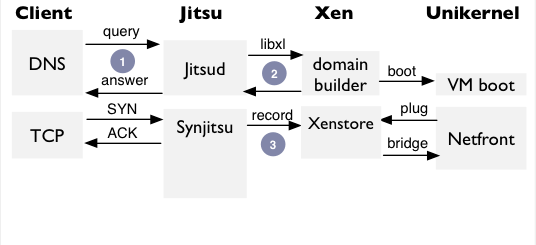 Client Jitsu Xen Unikernel
query
libxl
DNS
1
Jitsud
2
domain
builder
boot
VM boot
answer
SYN
record
plug
TCP
ACK
Synjitsu
3
Xenstore
Netfront
bridge